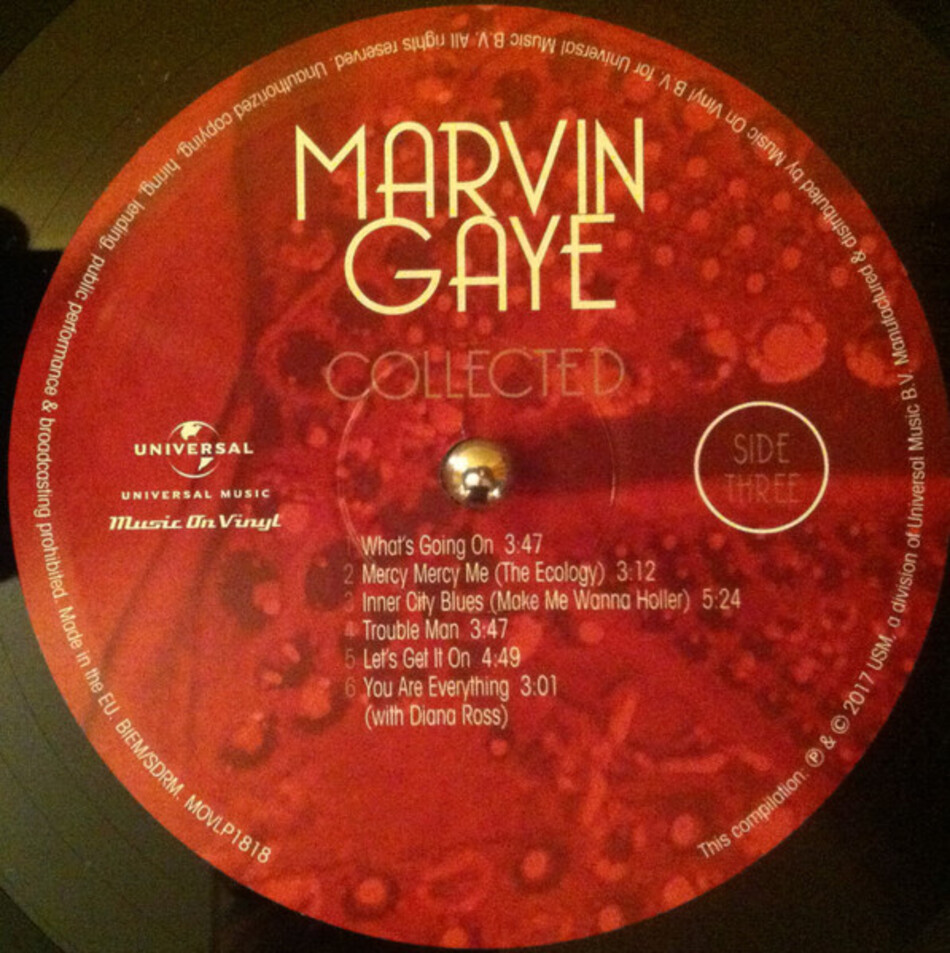 MARVIN
GAYE
COLLECTED
UNIVERSAL
UNIVERSAL MUSIC
Music On Vinyl
SIDE
THREE
1 What's Going On 3:47
2 Mercy Mercy Me (The Ecology) 3:12
3 Inner City Blues (Make Me Wanna Holler) 5:24
4 Trouble Man 3:47
5 Let's Get It On 4:49
6 You Are Everything 3:01
(with Diana Ross)
This compilation: ℗ & © 2017 USM, a division of Universal Music B.V. Manufactured & distributed by Music On Vinyl B.V. for Universal Music B.V. All rights reserved. Unauthorized copying, hiring, lending, public performance & broadcasting prohibited. Made in the EU. BIEM/SDRM. MOVLP1818